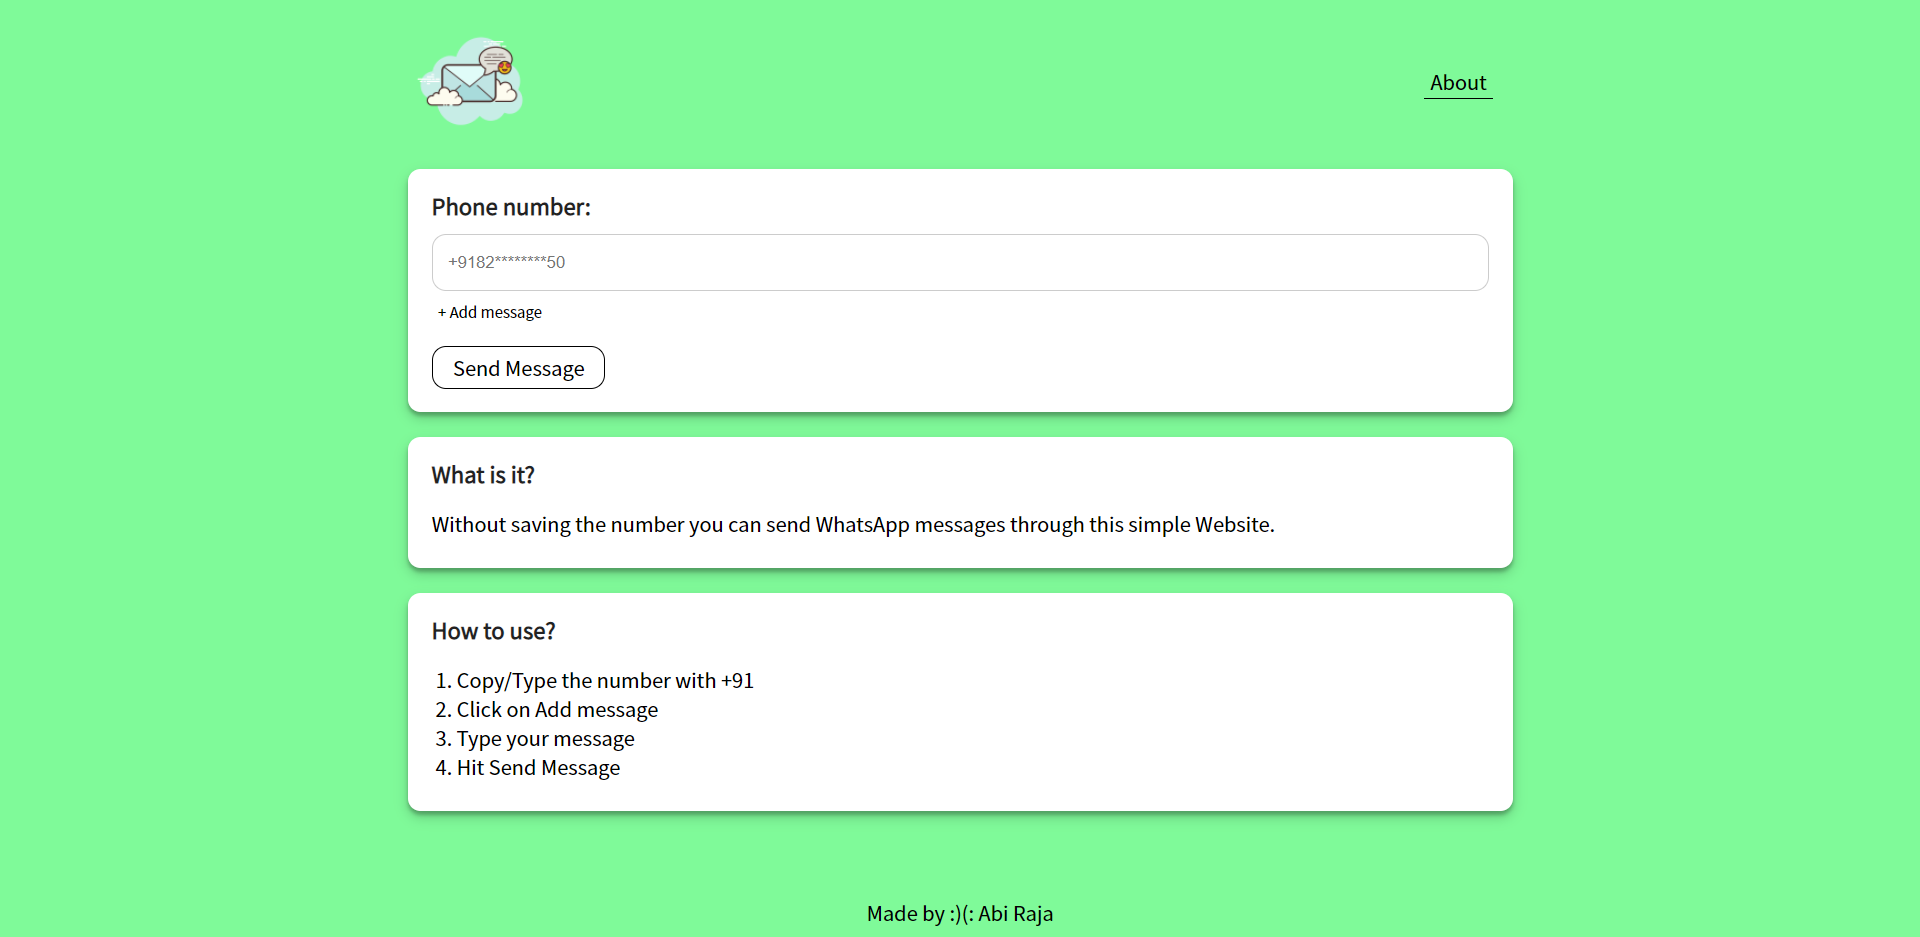 About
Phone number:
+9182********50
+ Add message
Send Message
What is it?
Without saving the number you can send WhatsApp messages through this simple Website.
How to use?
1. Copy/Type the number with +91
2. Click on Add message
3. Type your message
4. Hit Send Message
Made by :)(: Abi Raja